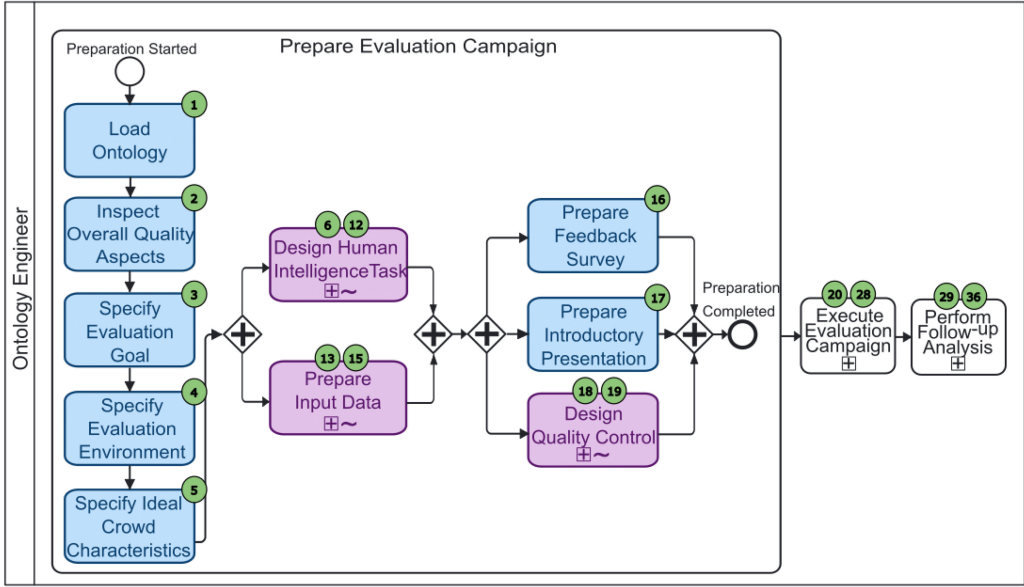 Ontology Engineer
Prepare Evaluation Campaign
Preparation Started
1
Load
Ontology
2
Inspect
Overall Quality
Aspects
3
Specify
Evaluation
Goal
4
Specify
Evaluation
Environment
5
Specify Ideal
Crowd
Characteristics
6 12
Design Human
IntelligenceTask
13 15
Prepare
Input Data
16
Prepare
Feedback
Survey
17
Prepare
Introductory
Presentation
18 19
Design
Quality Control
Preparation
Completed
20 28
Execute
Evaluation
Campaign
29 36
Perform
Follow-up
Analysis